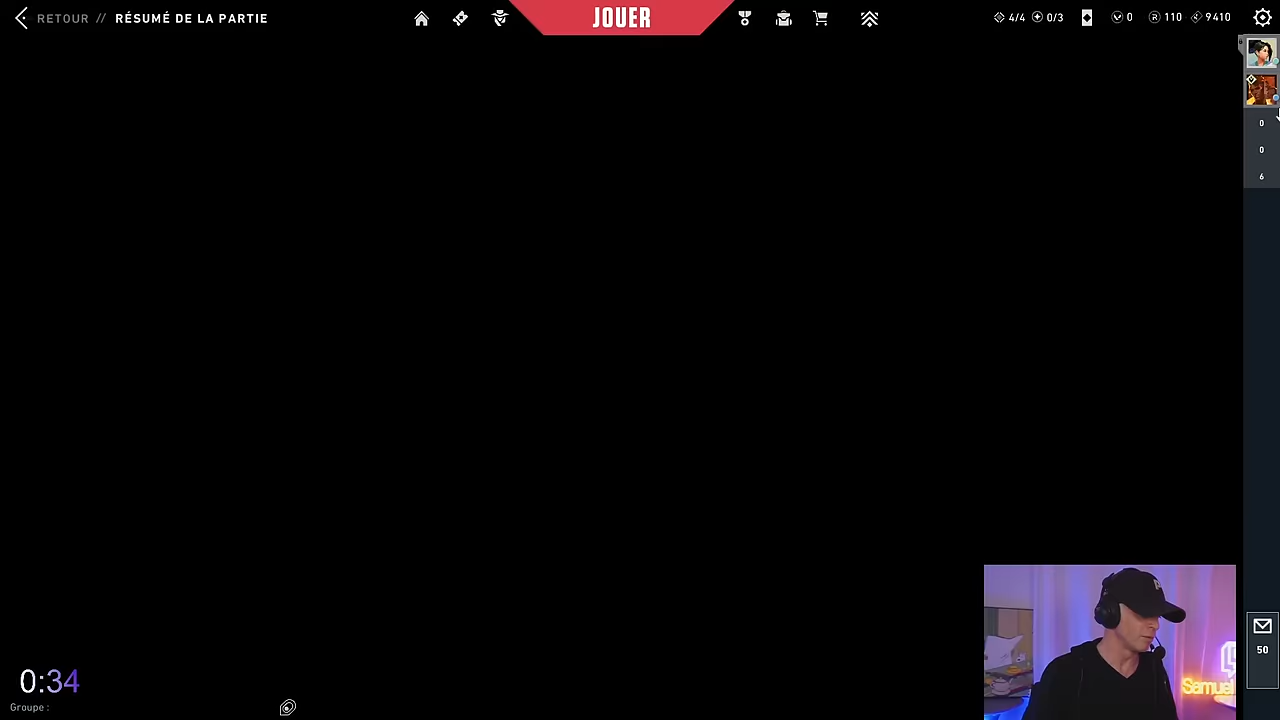 RETOUR // RÉSUMÉ DE LA PARTIE
JOUER
4/4 0/3 0 110 9410
0
0
6
50
Samuel
0:34
Groupe :